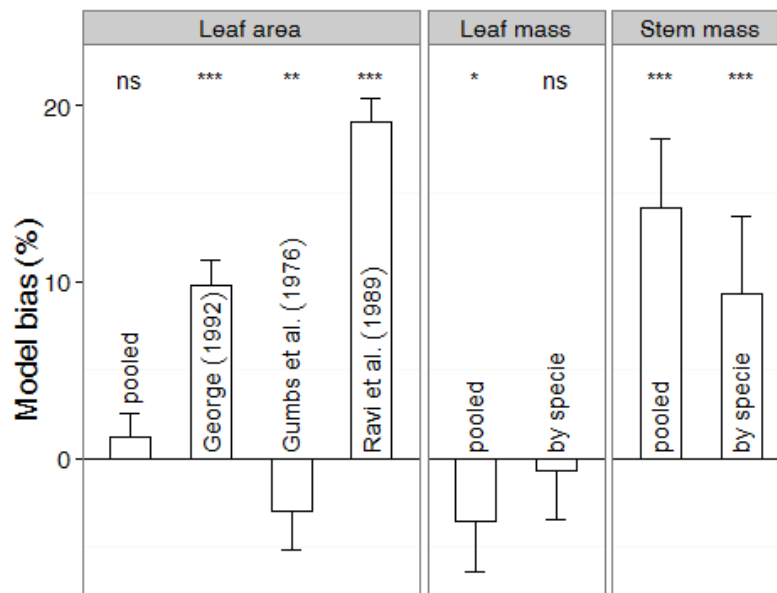 Leaf area
Leaf mass
Stem mass
ns
***
**
***
*
ns
***
***
Model bias (%)
20
10
0
pooled
George (1992)
Gumbs et al. (1976)
Ravi et al. (1989)
pooled
by specie
pooled
by specie